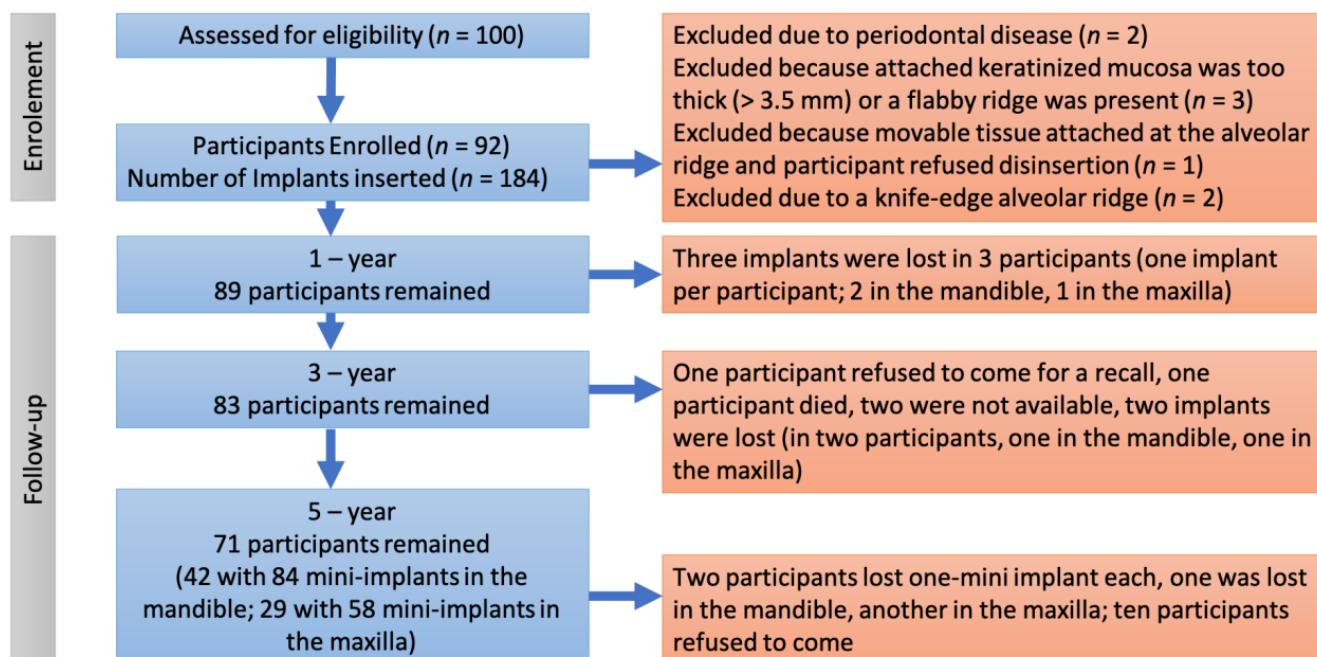 Enrolement
Assessed for eligibility (n = 100)
Participants Enrolled (n = 92)
Number of Implants inserted (n = 184)
Excluded due to periodontal disease (n = 2)
Excluded because attached keratinized mucosa was too
thick (> 3.5 mm) or a flabby ridge was present (n = 3)
Excluded because movable tissue attached at the alveolar
ridge and participant refused disinsertion (n = 1)
Excluded due to a knife-edge alveolar ridge (n = 2)
Follow-up
1 – year
89 participants remained
Three implants were lost in 3 participants (one implant
per participant; 2 in the mandible, 1 in the maxilla)
3 – year
83 participants remained
One participant refused to come for a recall, one
participant died, two were not available, two implants
were lost (in two participants, one in the mandible, one in
the maxilla)
5 – year
71 participants remained
(42 with 84 mini-implants in the
mandible; 29 with 58 mini-implants in
the maxilla)
Two participants lost one-mini implant each, one was lost
in the mandible, another in the maxilla; ten participants
refused to come